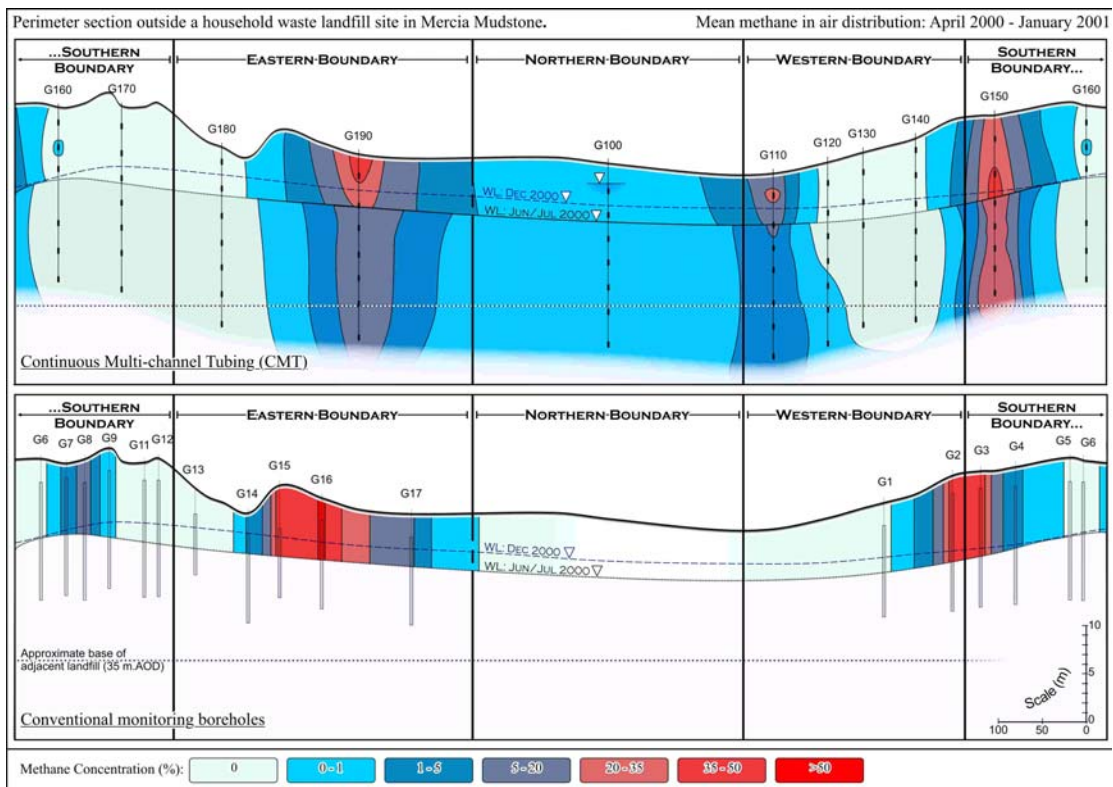 Perimeter section outside a household waste landfill site in Mercia Mudstone.
Mean methane in air distribution: April 2000 - January 2001
...SOUTHERN BOUNDARY
EASTERN BOUNDARY
NORTHERN BOUNDARY
WESTERN BOUNDARY
SOUTHERN BOUNDARY...
G160
G170
G180
G190
G100
G110
G120
G130
G140
G150
G160
WL: DEC 2000
WL: JUN/JUL 2000
Continuous Multi-channel Tubing (CMT)
...SOUTHERN BOUNDARY
EASTERN BOUNDARY
NORTHERN BOUNDARY
WESTERN BOUNDARY
SOUTHERN BOUNDARY...
G6
G7
G8
G9
G11
G12
G13
G14
G15
G16
G17
G1
G2
G3
G4
G5
G6
WL: DEC 2000
WL: JUN/JUL 2000
Approximate base of
adjacent landfill (35 m.AOD)
Conventional monitoring boreholes
10
5
0
Scale (m)
100 50 0
Methane Concentration (%): 0 0 - 1 1 - 5 5 - 20 20 - 35 35 - 50 >50